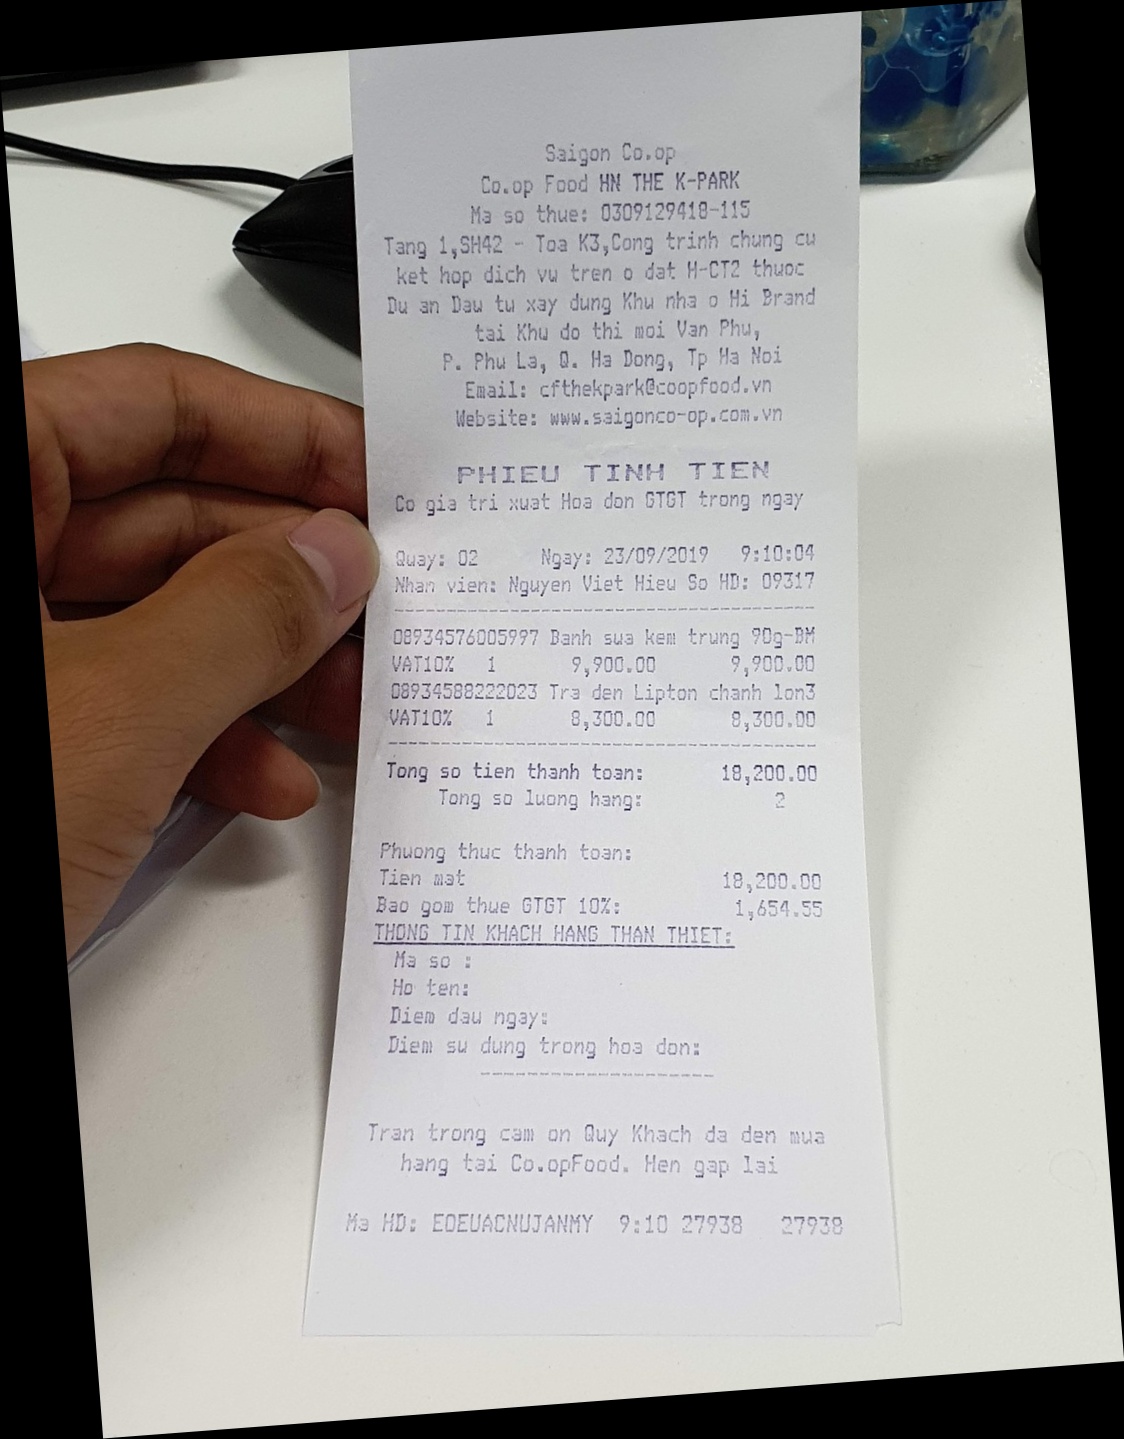 Saigon Co.op
Co.op Food HN THE K-PARK
Ma so thue: 0309129418-115
Tang 1,SH42 - Toa K3,Cong trinh chung cu
ket hop dich vu tren o dat H-CT2 thuoc
Du an Dau tu xay dung Khu nha o Hi Brand
tai Khu do thi moi Van Phu,
P. Phu La, Q. Ha Dong, Tp Ha Noi
Email: cfthekpark@coopfood.vn
Website: www.saigonco-op.com.vn
PHIEU TINH TIEN
Co gia tri xuat Hoa don GTGT trong ngay
Quay: 02 Ngay: 23/09/2019 9:10:04
Nhan vien: Nguyen Viet Hieu So HD: 09317
08934576005997 Banh sua kem trung 90g-BM
VAT10% 1 9,900.00 9,900.00
08934588222023 Tra den Lipton chanh lon3
VAT10% 1 8,300.00 8,300.00
Tong so tien thanh toan: 18,200.00
Tong so luong hang: 2
Phuong thuc thanh toan:
Tien mat 18,200.00
Bao gom thue GTGT 10%: 1,654.55
THONG TIN KHACH HANG THAN THIET:
Ma so :
Ho ten:
Diem dau ngay:
Diem su dung trong hoa don:
Tran trong cam on Quy Khach da den mua
hang tai Co.opFood. Hen gap lai
Ma HD: EOEUACNUJANMY 9:10 27938 27938